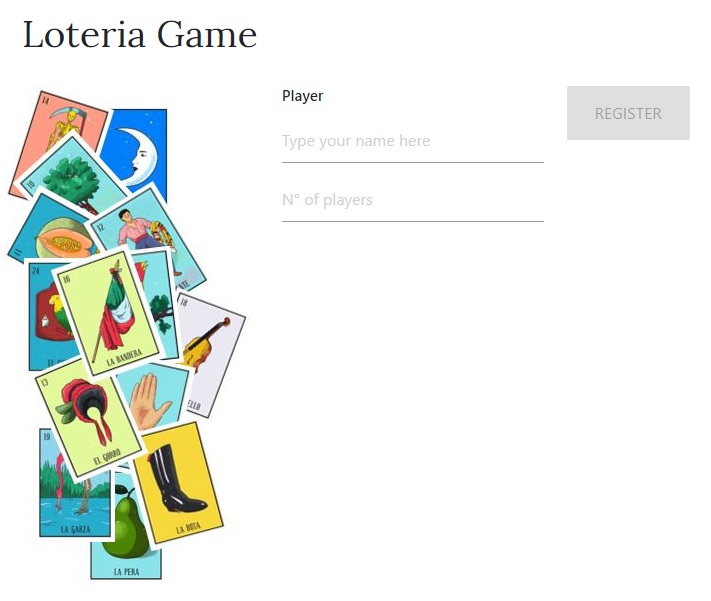 Loteria Game
Player
Type your name here
N° of players
REGISTER
14
10
11
12
24
16
LA BANDERA
18
13
EL GORRO
19
LA GARZA
LA BOTA
LA PERA